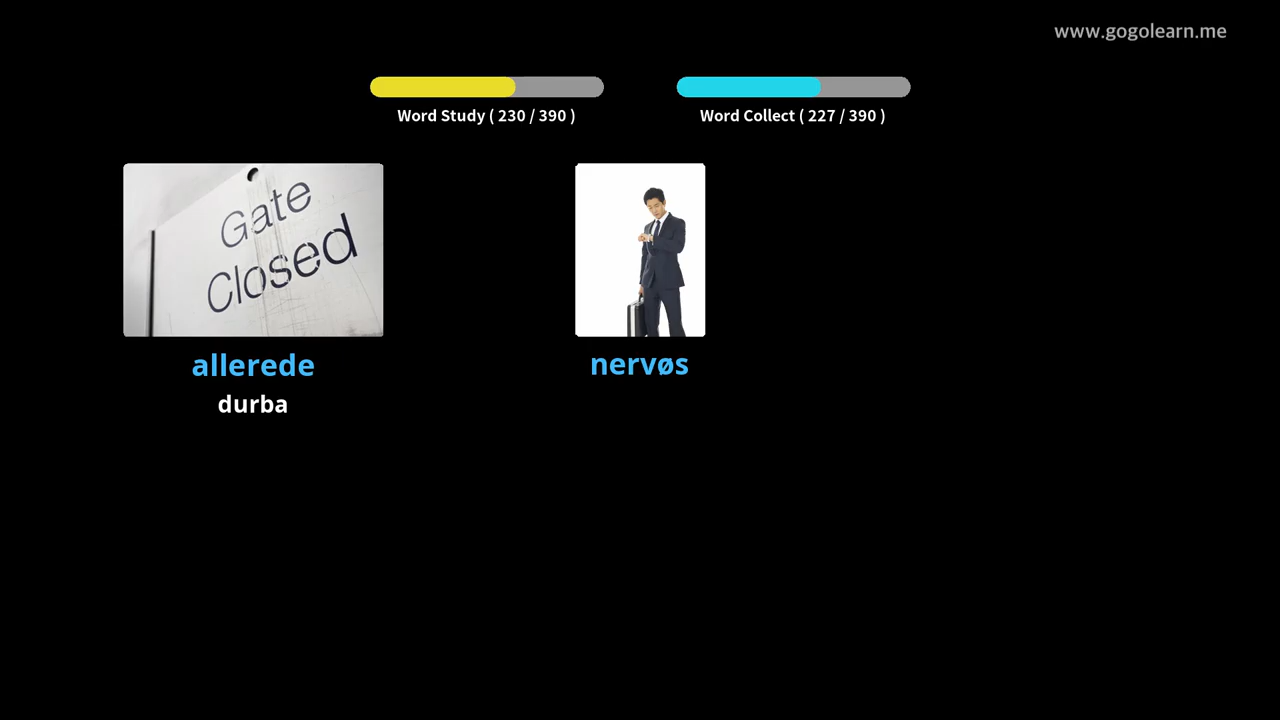 www.gogolearn.me
Word Study ( 230 / 390 )
Word Collect ( 227 / 390 )
Gate
Closed
allerede
durba
nervøs